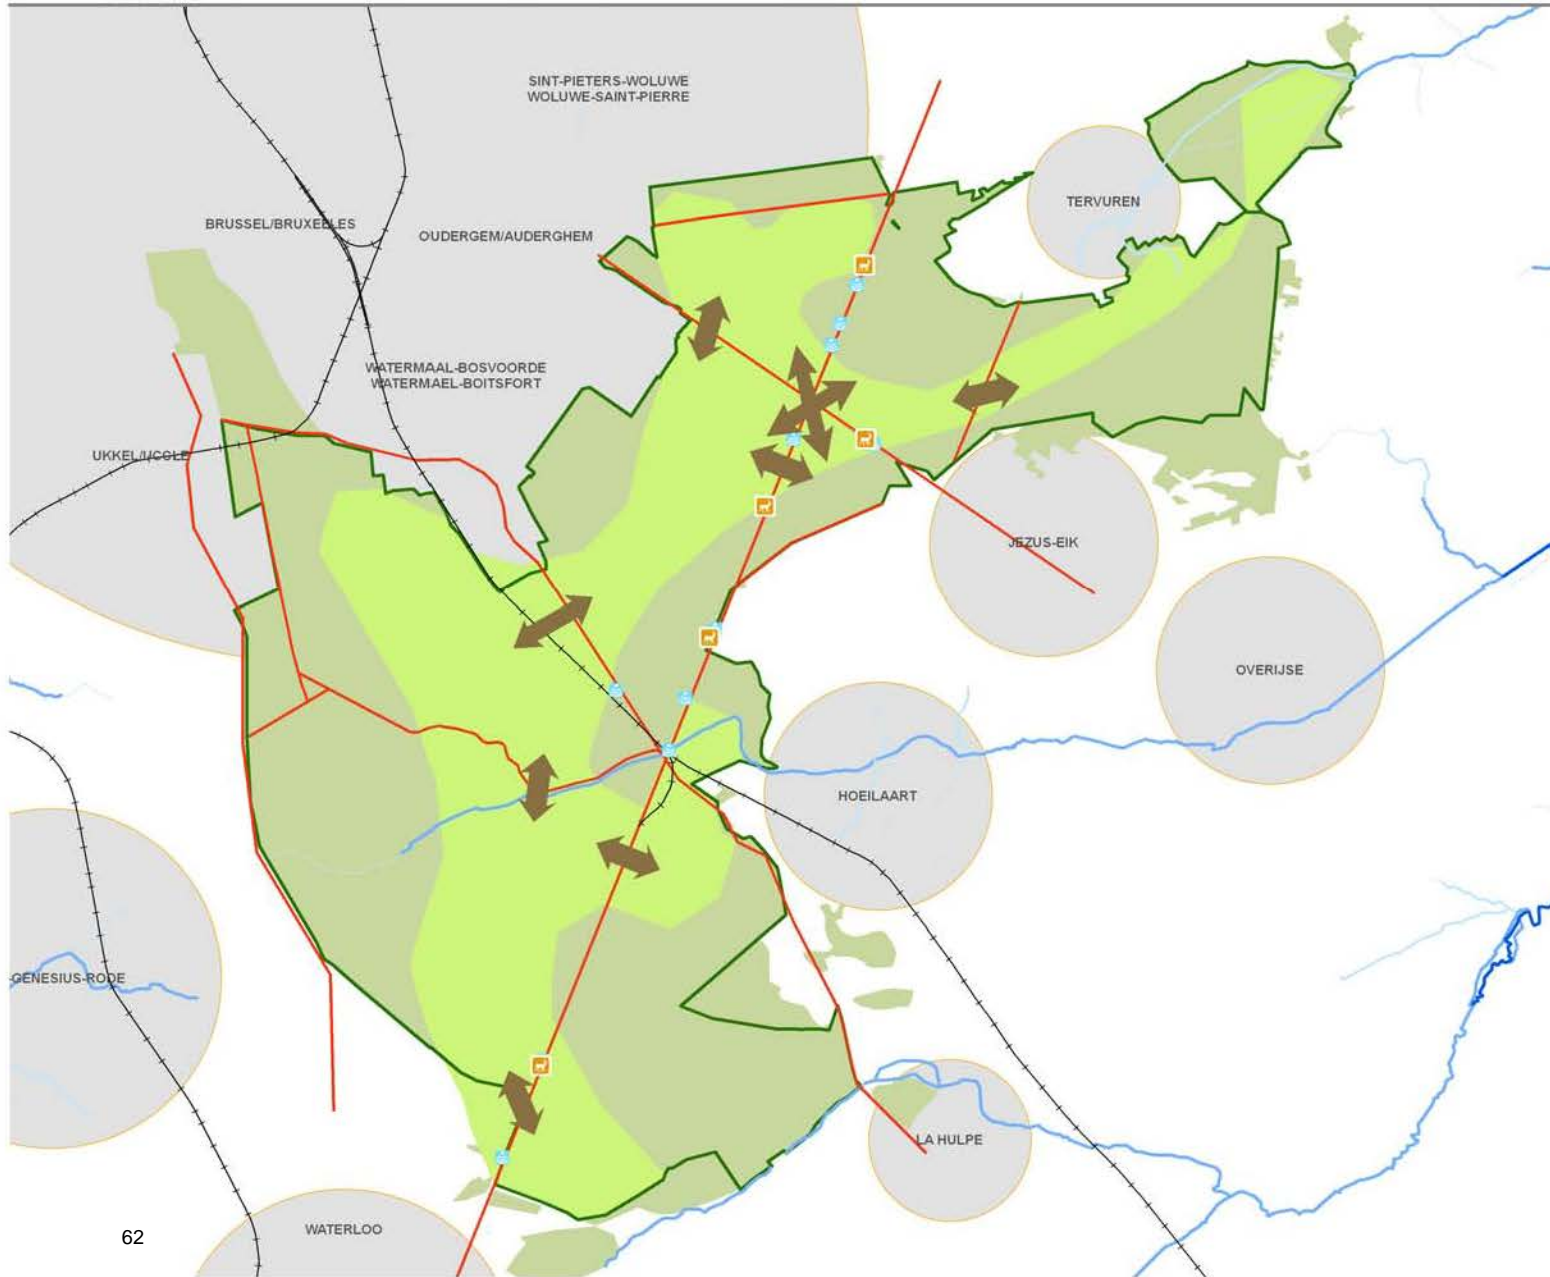 SINT-PIETERS-WOLUWE
WOLUWE-SAINT-PIERRE
TERVUREN
BRUSSEL/BRUXEELES
OUDERGEM/AUDERGHEM
WATERMAAL-BOSVOORDE
WATERMAEL-BOITSFORT
UKKEL/UCCLE
JEZUS-EIK
OVERIJSE
HOEILAART
-GENESIUS-RODE
LA HULPE
WATERLOO
62